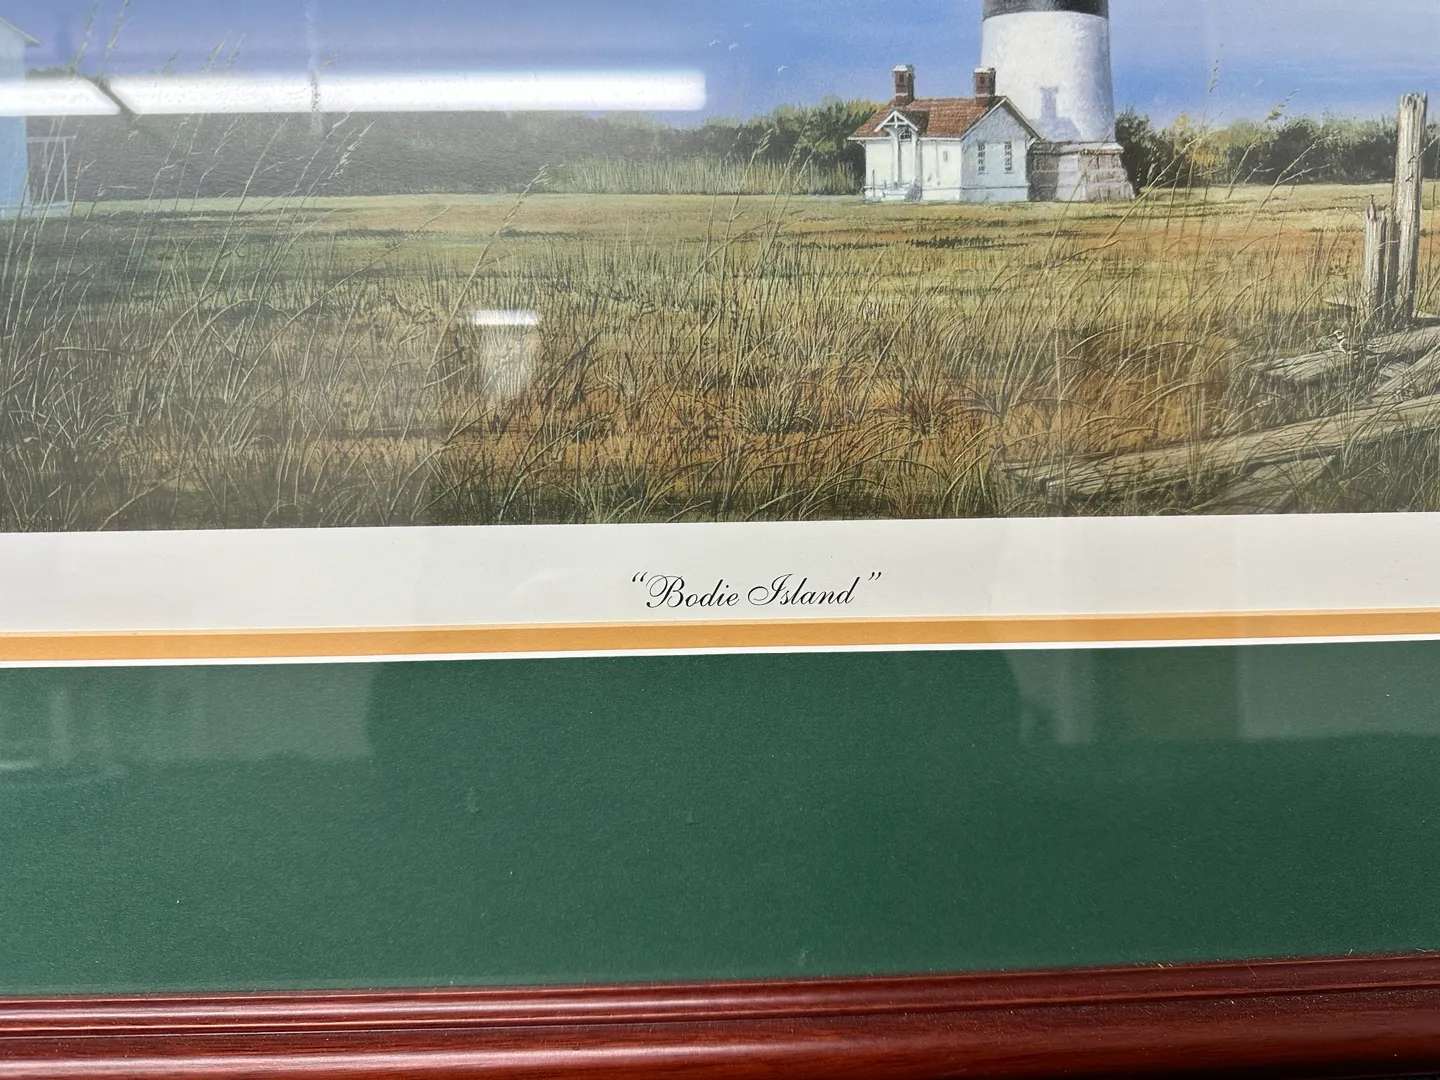 “Bodie Island”